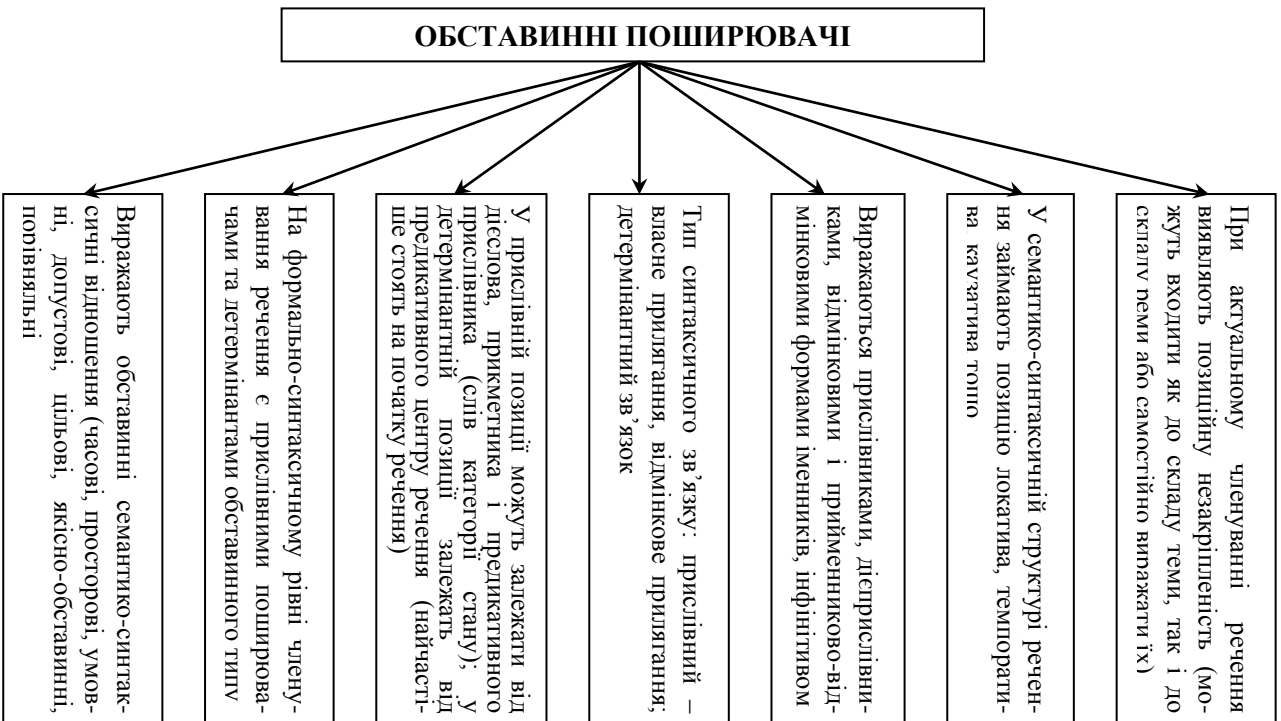 ОБСТАВИННІ ПОШИРЮВАЧІ
Виражають обставинні семантико-синтак-
сичні відношення (часові, просторові, умов-
ні, допустові, цільові, якісно-обставинні,
порівняльні
На формально-синтаксичному рівні члену-
вання речення є прислівними поширюва-
чами та детермінантами обставинного типу
У прислівній позиції можуть залежати від
дієслова, прикметника і предикативного
прислівника (слів категорії стану); у
детермінантній позиції залежать від
предикативного центру речення (найчасті-
ше стоять на початку речення)
Тип синтаксичного зв’язку: прислівний –
власне прилягання, відмінкове прилягання;
детермінантний зв’язок
Виражаються прислівниками, дієприслівни-
ками, відмінковими і прийменниково-від-
мінковими формами іменників, інфінітивом
У семантико-синтаксичній структурі речен-
ня займають позицію локатива, темпорати-
ва каузатива тощо
При актуальному членуванні речення
виявляють позиційну незакріпленість (мо-
жуть входити як до складу теми, так і до
складу реми або самостійно виражати їх)